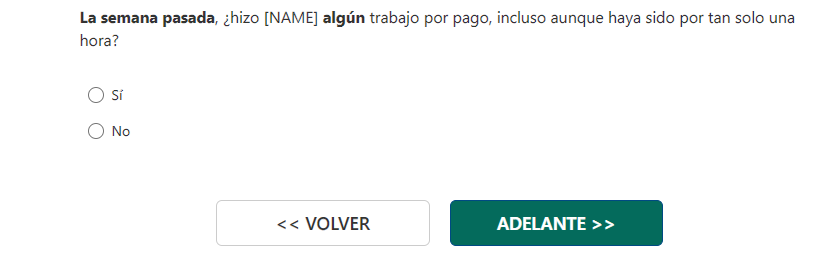 La semana pasada, ¿hizo [NAME] algún trabajo por pago, incluso aunque haya sido por tan solo una
hora?
Sí
No
<< VOLVER
ADELANTE >>